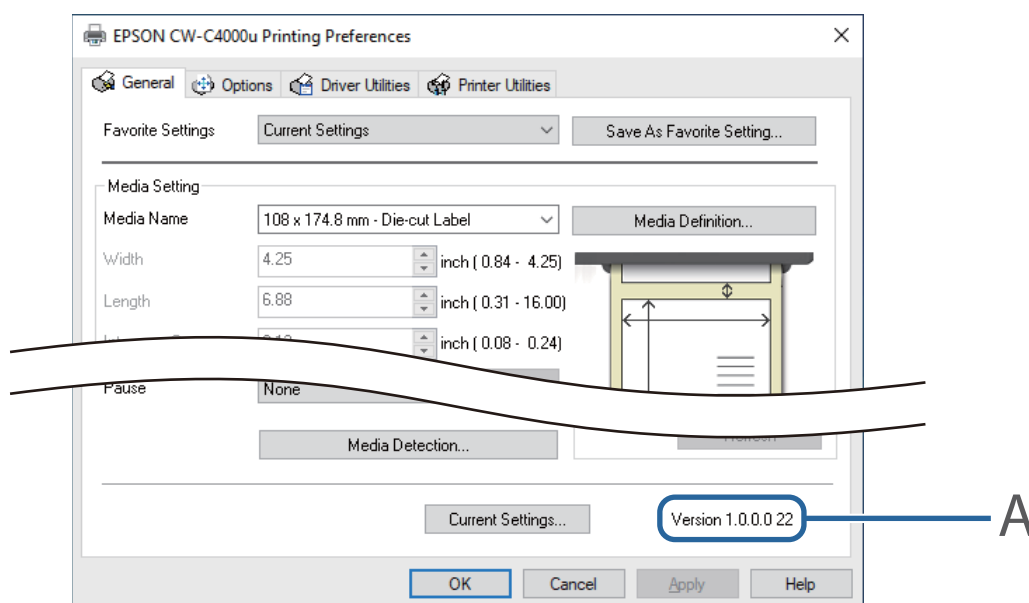 EPSON CW-C4000u Printing Preferences
General Options Driver Utilities Printer Utilities
Favorite Settings Current Settings Save As Favorite Setting...
Media Setting
Media Name 108 x 174.8 mm - Die-cut Label Media Definition...
Width 4.25 inch ( 0.84 - 4.25)
Length 6.88 inch ( 0.31 - 16.00)
inch ( 0.08 - 0.24)
Pause None
Media Detection...
Current Settings... Version 1.0.0.0 22 A
OK Cancel Apply Help